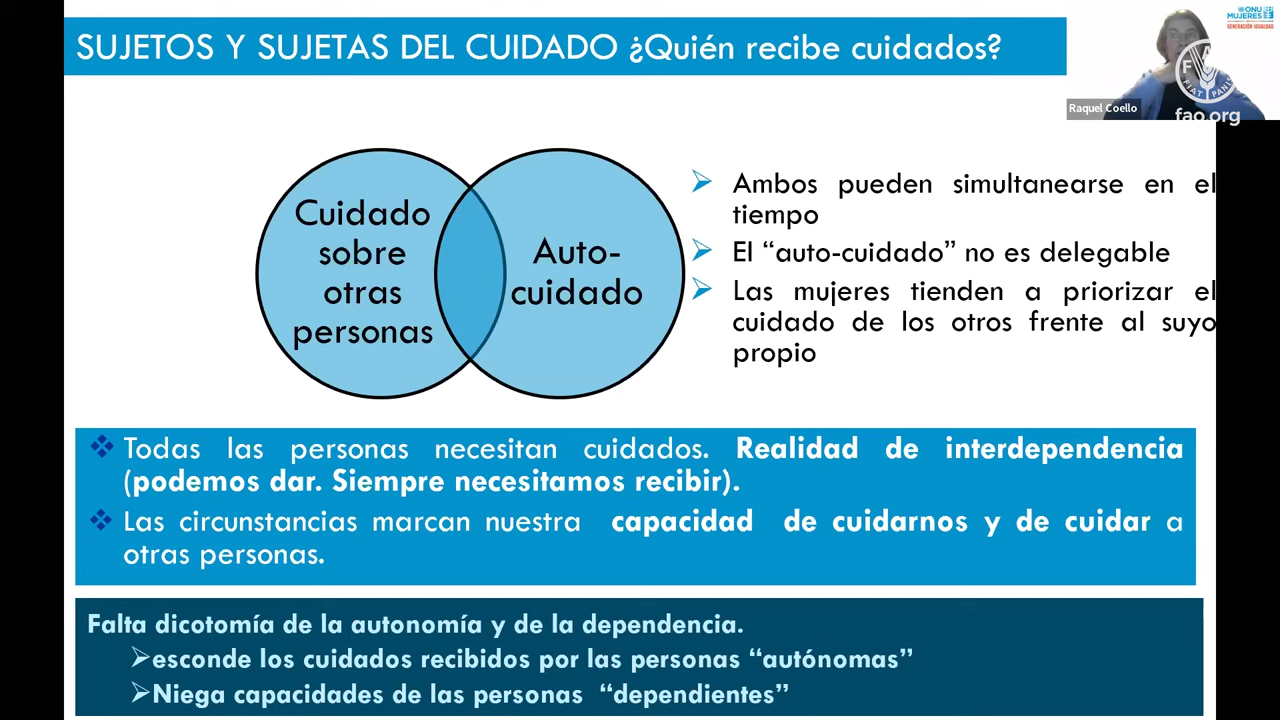 SUJETOS Y SUJETAS DEL CUIDADO ¿Quién recibe cuidados?
ONU
MUJERES
GENERACIÓN IGUALDAD
Raquel Coello
FIAT PANIS
fao.org
Cuidado
sobre
otras
personas
Auto-
cuidado
Ambos pueden simultanearse en el
tiempo
El “auto-cuidado” no es delegable
Las mujeres tienden a priorizar el
cuidado de los otros frente al suyo
propio
Todas las personas necesitan cuidados. Realidad de interdependencia
(podemos dar. Siempre necesitamos recibir).
Las circunstancias marcan nuestra capacidad de cuidarnos y de cuidar a
otras personas.
Falta dicotomía de la autonomía y de la dependencia.
esconde los cuidados recibidos por las personas “autónomas”
Niega capacidades de las personas “dependientes”